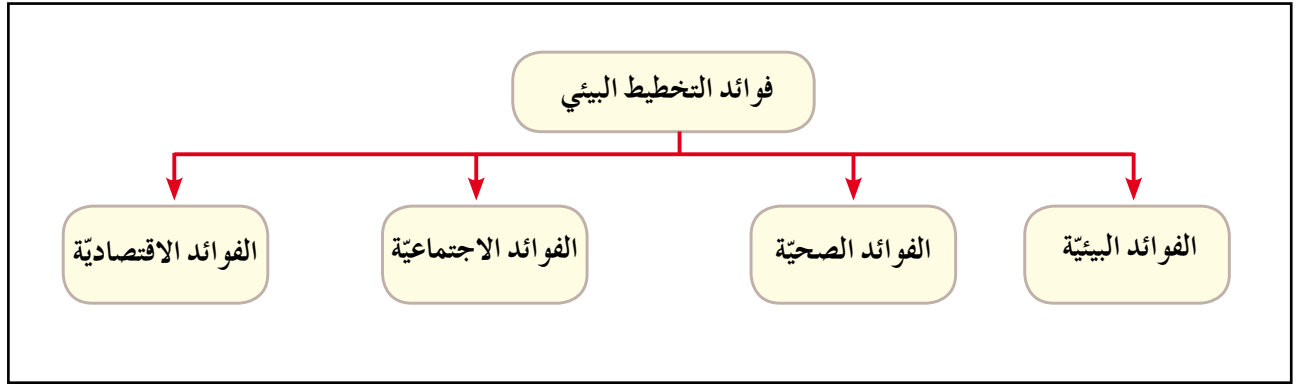 فوائد التخطيط البيئي
الفوائد البيئيّة
الفوائد الصحيّة
الفوائد الاجتماعيّة
الفوائد الاقتصاديّة